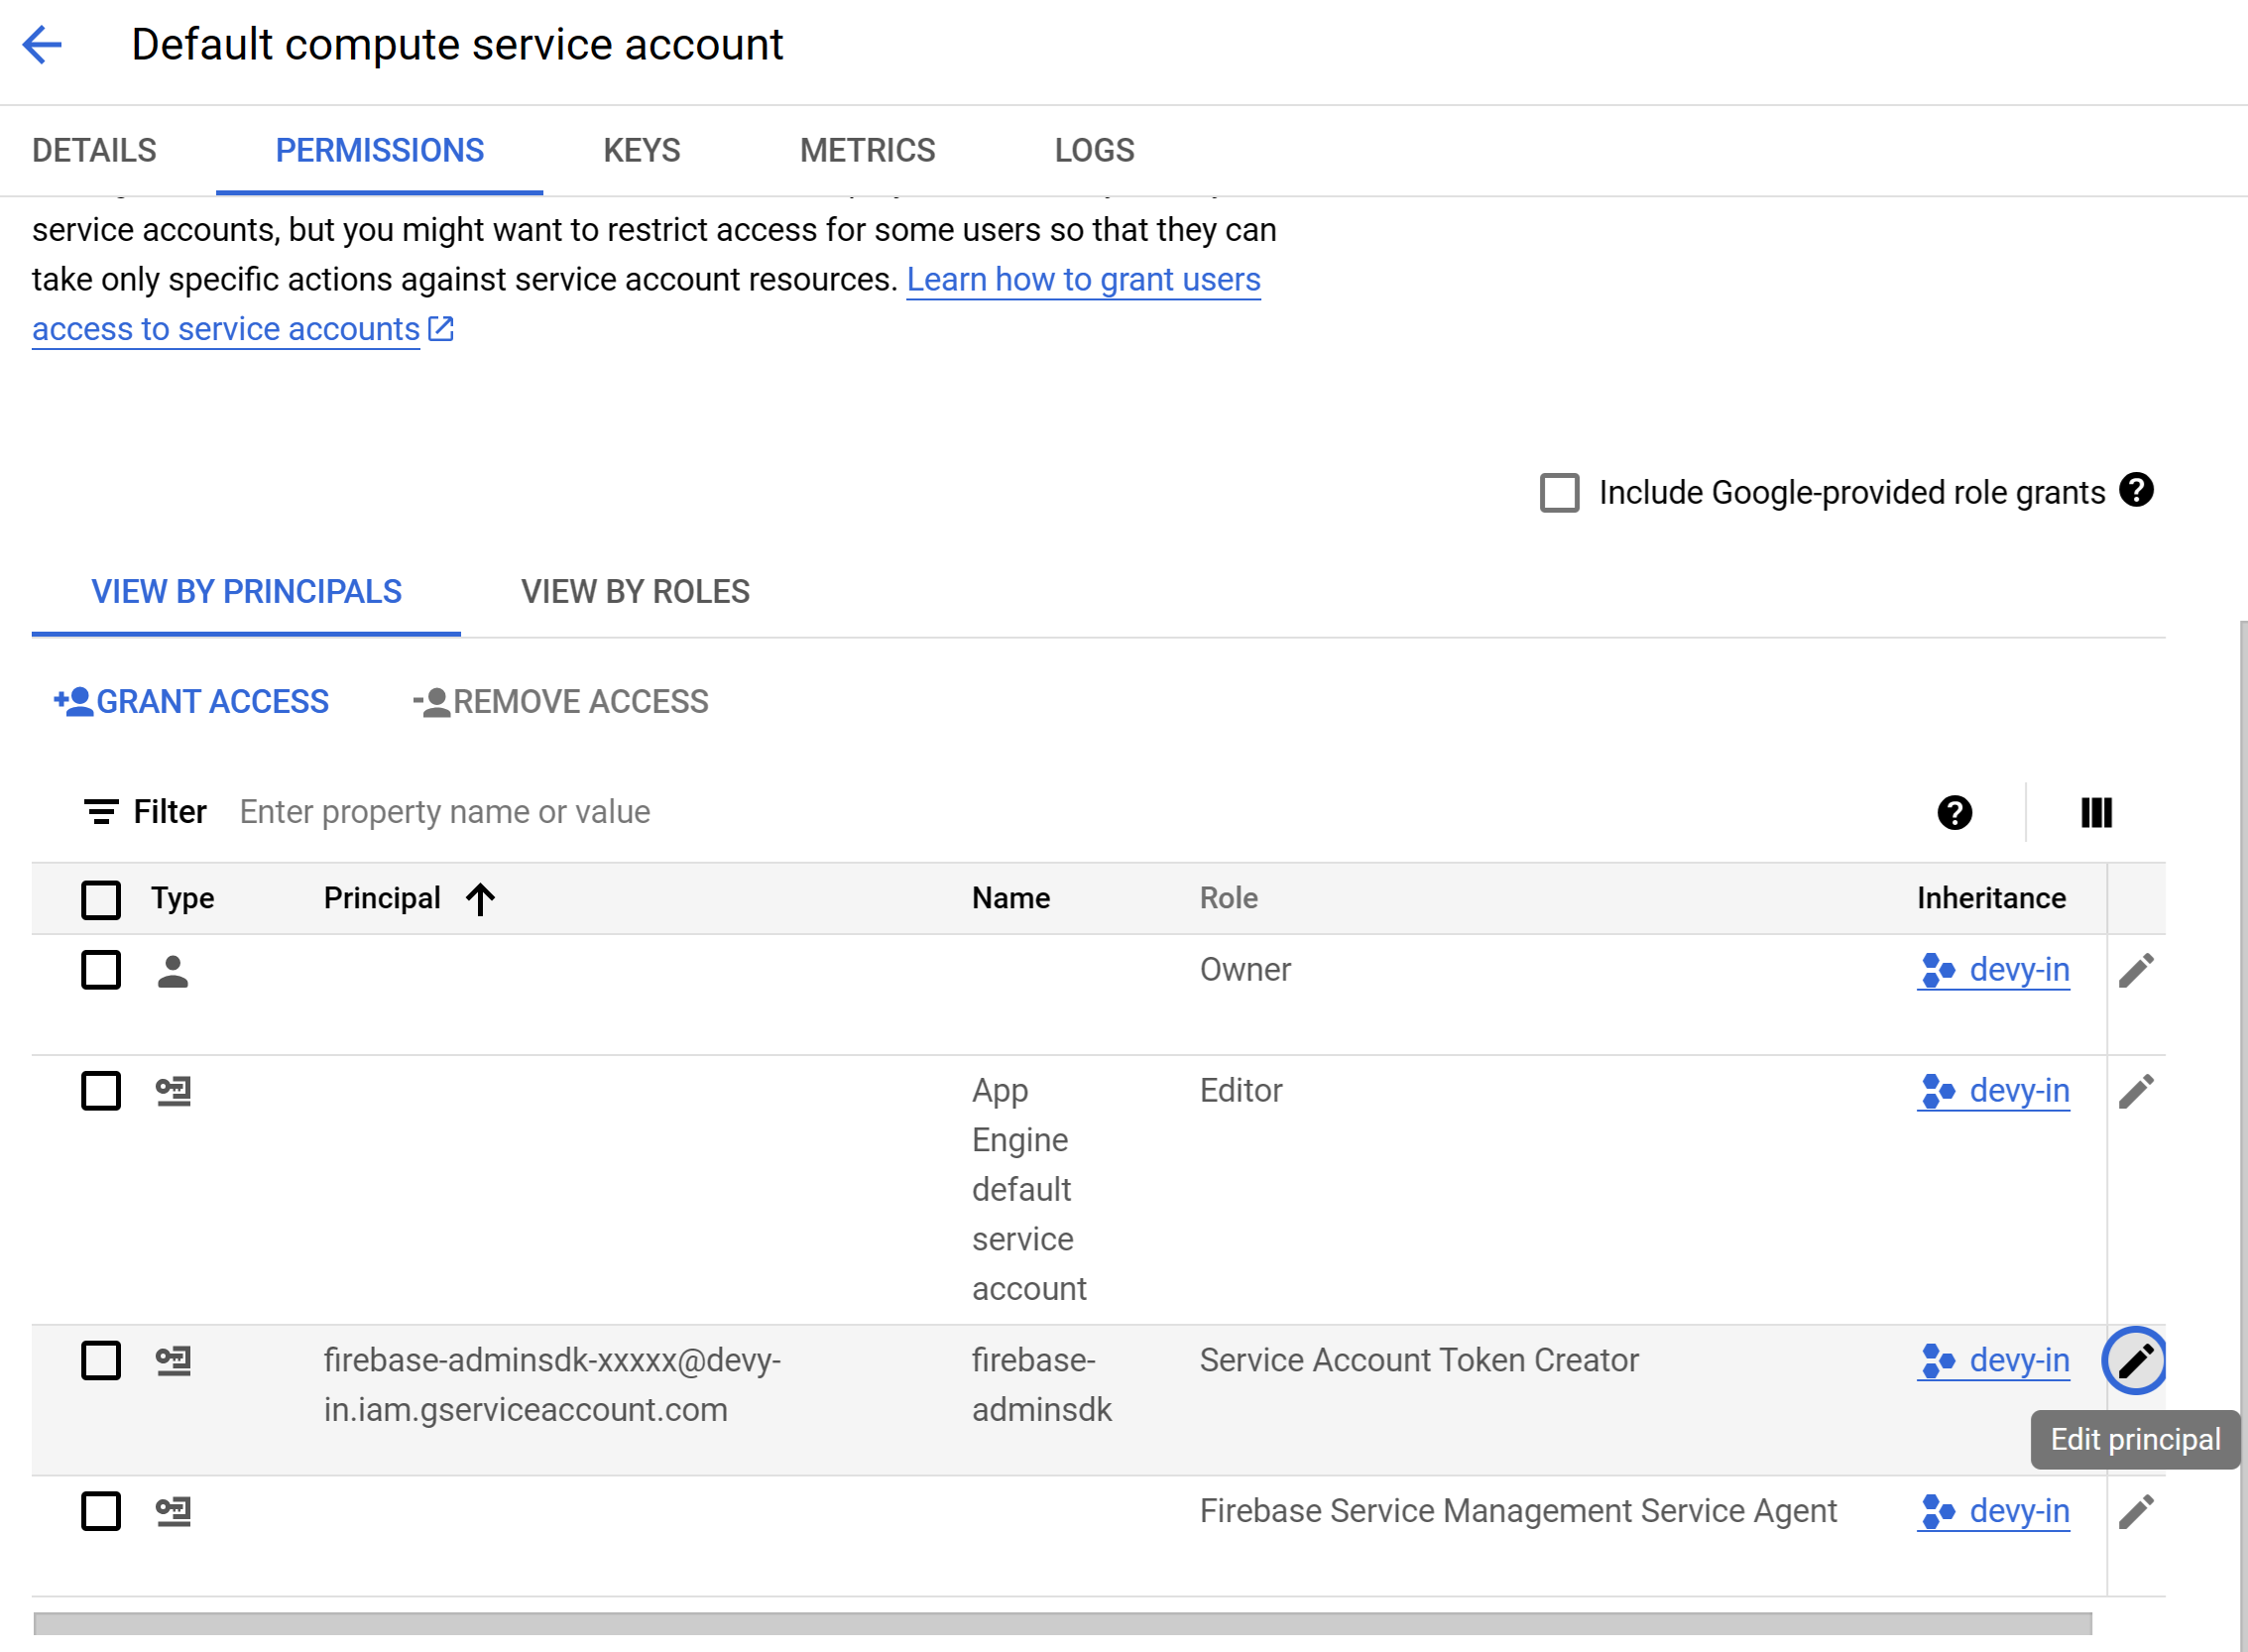 Default compute service account
DETAILS PERMISSIONS KEYS METRICS LOGS
service accounts, but you might want to restrict access for some users so that they can
take only specific actions against service account resources. Learn how to grant users
access to service accounts
Include Google-provided role grants
VIEW BY PRINCIPALS VIEW BY ROLES
GRANT ACCESS REMOVE ACCESS
Filter Enter property name or value
Type Principal Name Role Inheritance
Owner devy-in
App Editor devy-in
Engine
default
service
account
firebase-adminsdk-xxxxx@devy- firebase- Service Account Token Creator devy-in
in.iam.gserviceaccount.com adminsdk
Edit principal
Firebase Service Management Service Agent devy-in